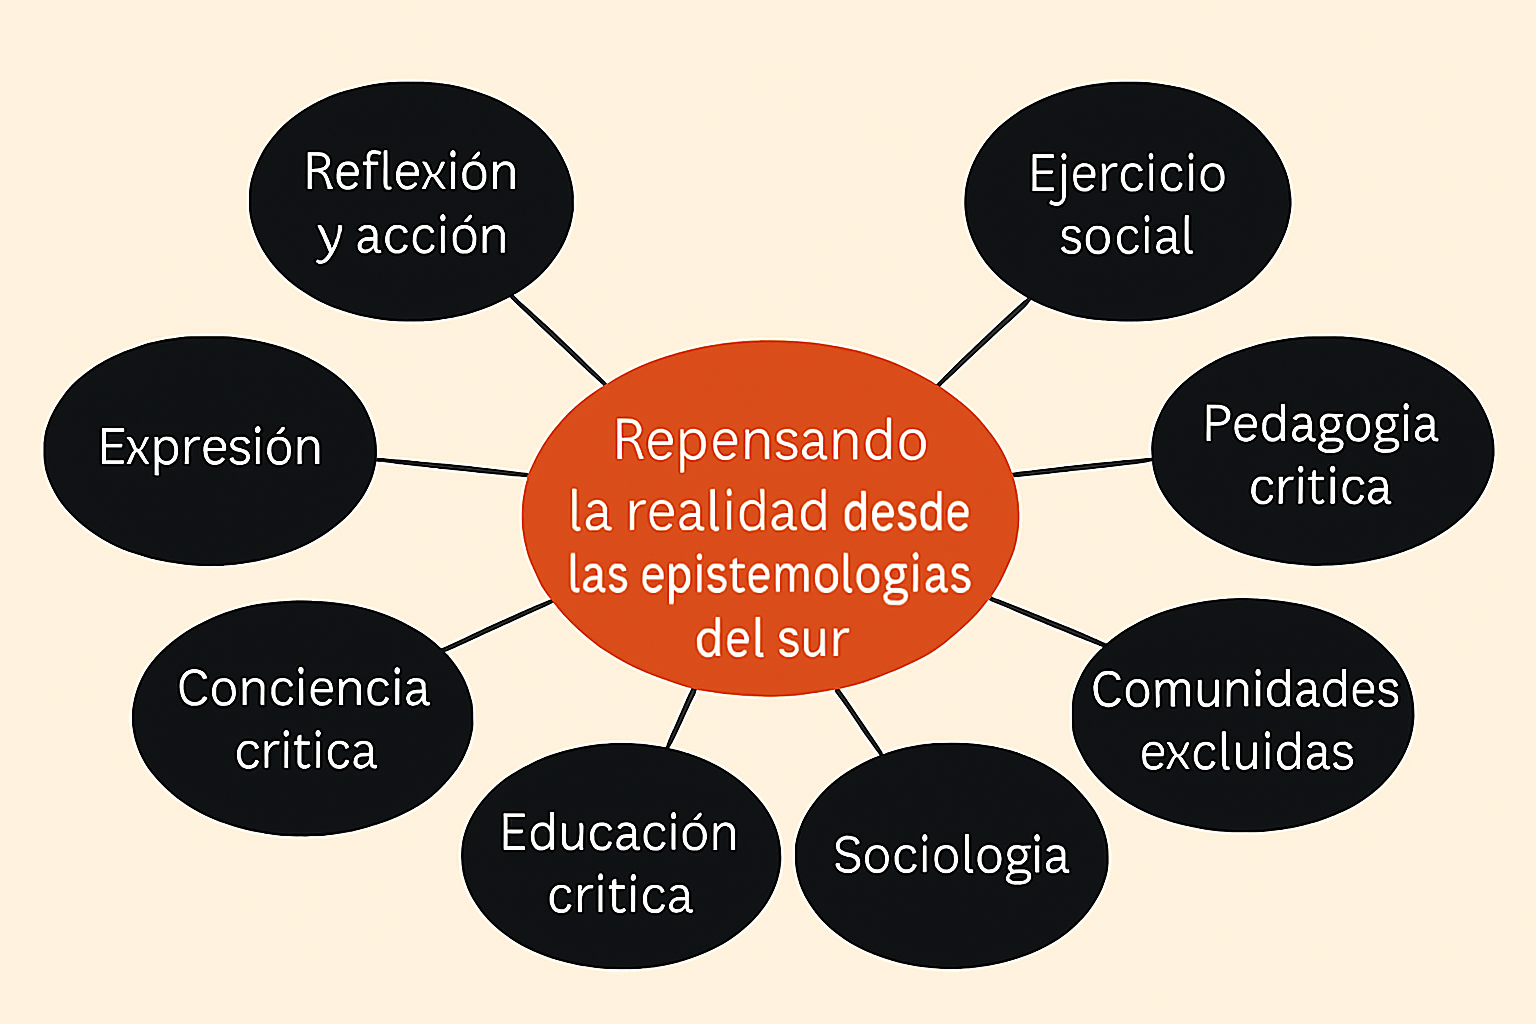 Reflexión
y acción
Ejercicio
social
Expresión
Repensando
la realidad desde
las epistemologias
del sur
Pedagogia
critica
Conciencia
critica
Comunidades
excluidas
Educación
critica
Sociologia